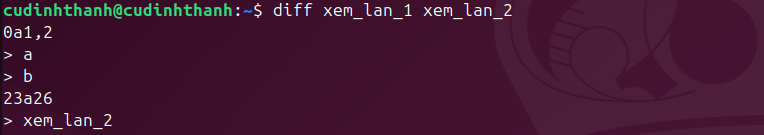 cudinhthanh@cudinhthanh:~$ diff xem_lan_1 xem_lan_2
0a1,2
> a
> b
23a26
> xem_lan_2